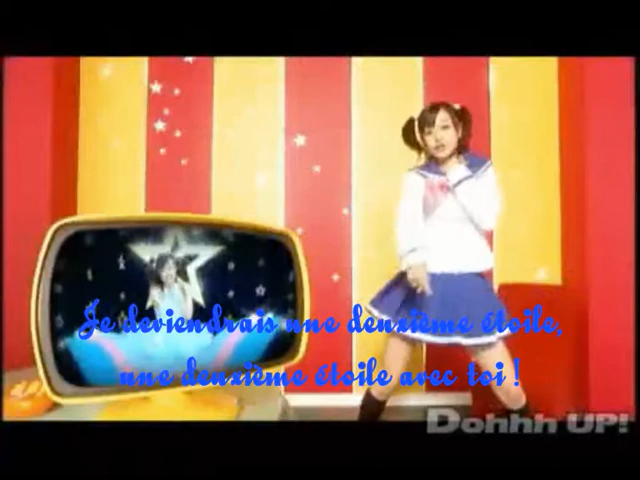 Je deviendrais une deuxième étoile,
une deuxième étoile avec toi !
Dohhh UP!